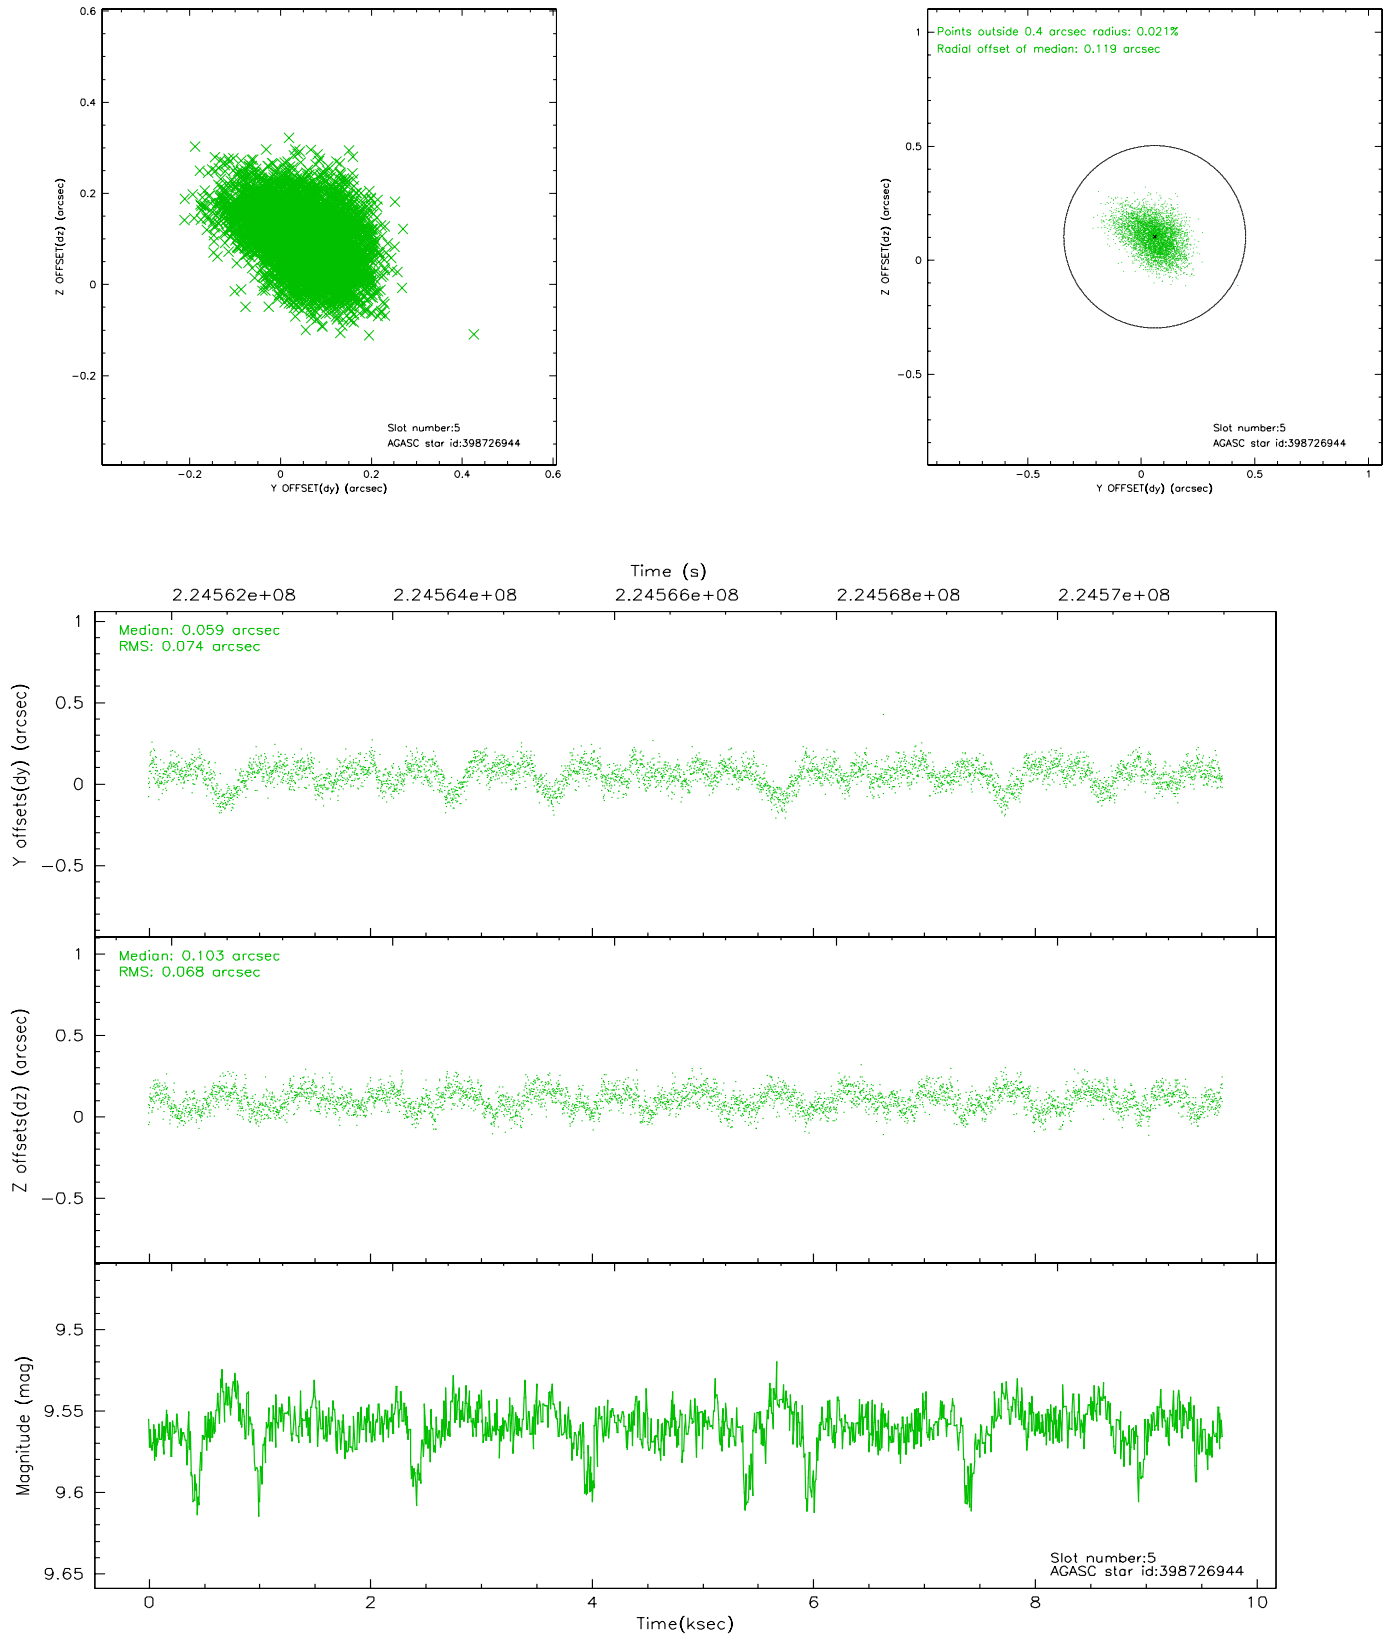 0.6
0.4
0.2
0
−0.2
−0.2
0
0.2
0.4
0.6
Z OFFSET(dz) (arcsec)
Y OFFSET(dy) (arcsec)
Slot number:5
AGASC star id:398726944
Points outside 0.4 arcsec radius: 0.021%
Radial offset of median: 0.119 arcsec
1
0.5
0
−0.5
−0.5
0
0.5
1
Z OFFSET(dz) (arcsec)
Y OFFSET(dy) (arcsec)
Slot number:5
AGASC star id:398726944
Time (s)
2.24562e+08
2.24564e+08
2.24566e+08
2.24568e+08
2.2457e+08
Median: 0.059 arcsec
RMS: 0.074 arcsec
1
0.5
0
−0.5
Y offsets(dy) (arcsec)
Median: 0.103 arcsec
RMS: 0.068 arcsec
1
0.5
0
−0.5
Z offsets(dz) (arcsec)
9.5
9.55
9.6
9.65
Magnitude (mag)
Slot number:5
AGASC star id:398726944
0
2
4
6
8
10
Time(ksec)